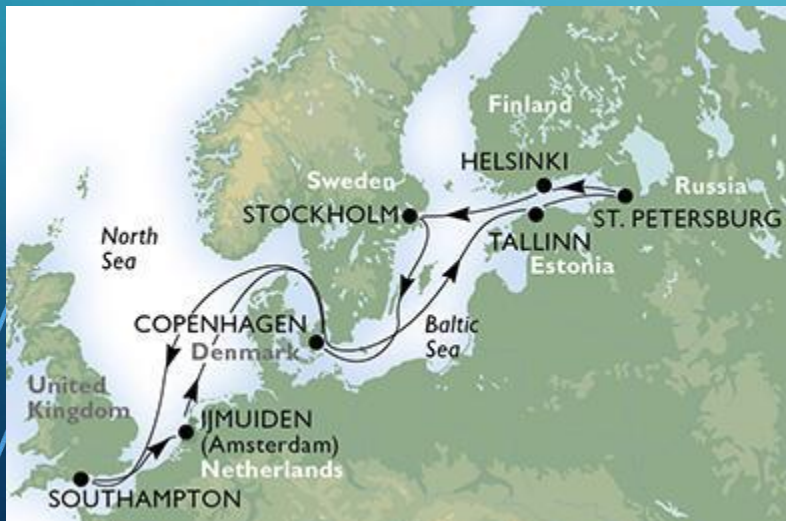 Finland
HELSINKI
Sweden
Russia
STOCKHOLM
ST. PETERSBURG
TALLINN
North
Sea
Estonia
COPENHAGEN
Baltic
Sea
Denmark
United
Kingdom
IJMUIDEN
(Amsterdam)
Netherlands
SOUTHAMPTON